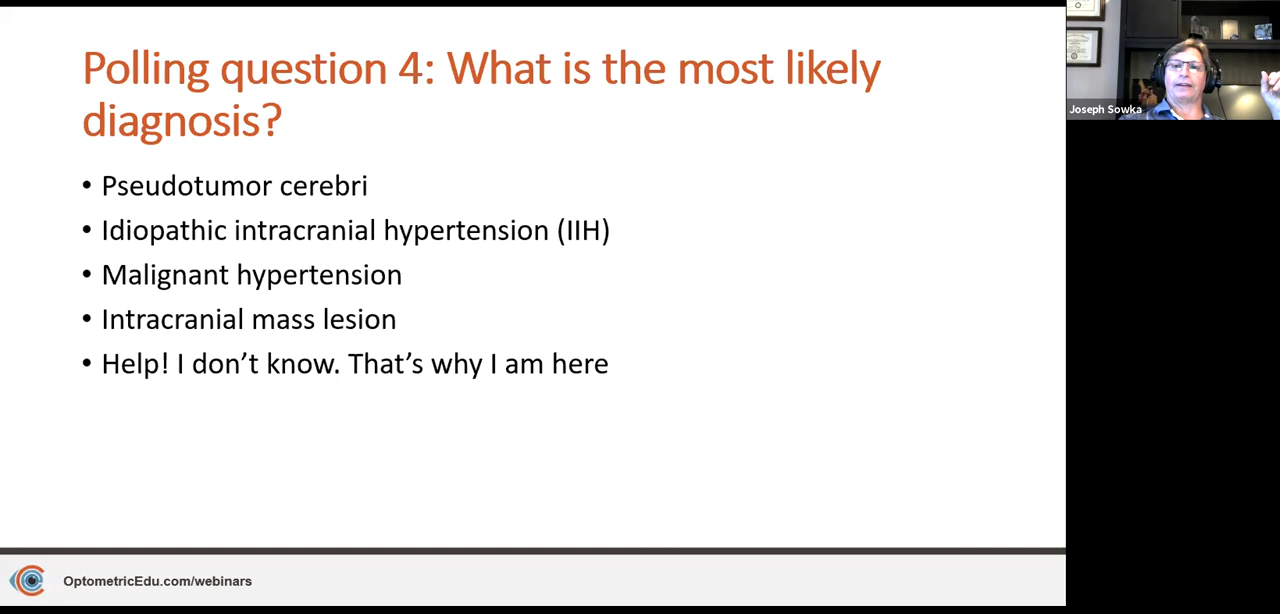 Polling question 4: What is the most likely
diagnosis?
• Pseudotumor cerebri
• Idiopathic intracranial hypertension (IIH)
• Malignant hypertension
• Intracranial mass lesion
• Help! I don’t know. That’s why I am here
Joseph Sowka
OptometricEdu.com/webinars